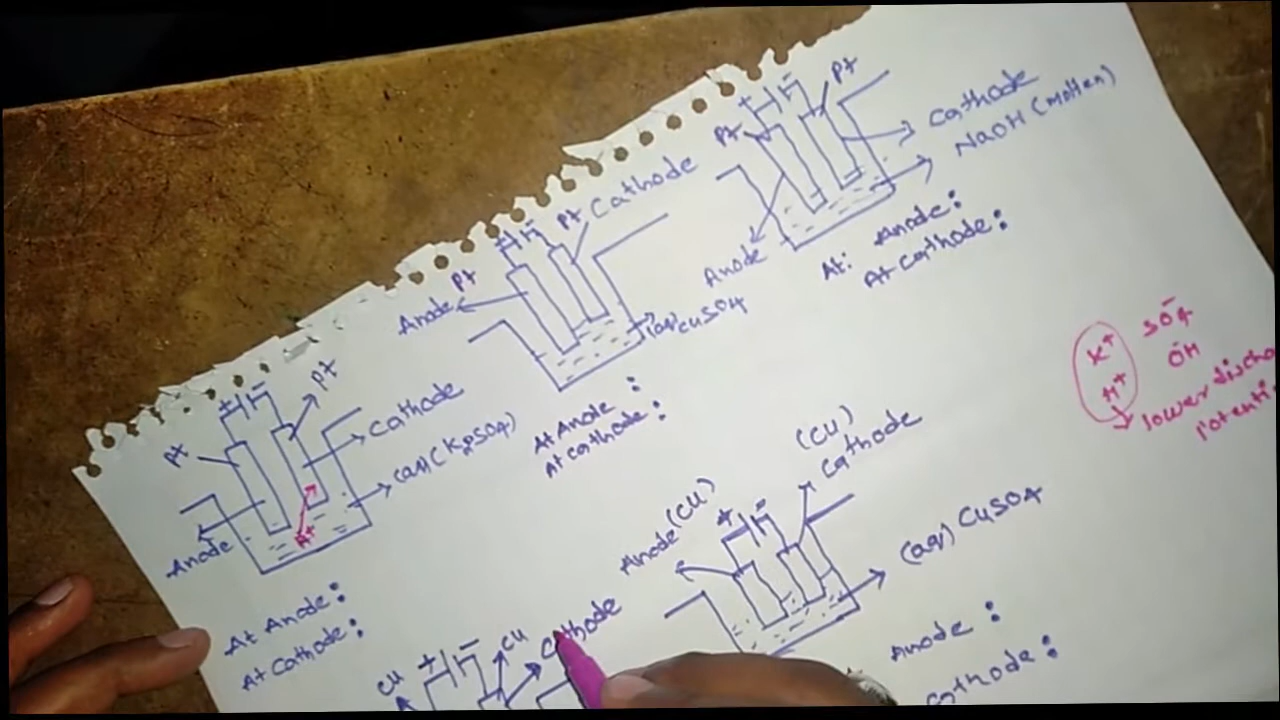 Pt
+ -
Pt
Cathode
(aq)(K₂SO₄)
Anode
H+
At Anode :
At Cathode :
Pt
+ -
Pt
Cathode
Anode
(aq) CuSO4
At Anode :
At Cathode :
Pt
+ -
Pt
Cathode
NaOH (molten)
Anode
At: Anode :
At Cathode :
K+ SO4-
H+ OH-
lower discha
Potenti
CU
+ -
CU
Cathode
Anode (CU)
+ -
(CU)
Cathode
(aq) CuSO4
Anode :
Cathode :